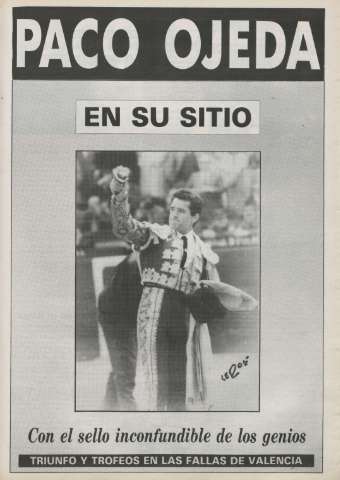 PACO OJEDA
EN SU SITIO
Con el sello inconfundible de los genios
TRIUNFO Y TROFEOS EN LAS FALLAS DE VALENCIA